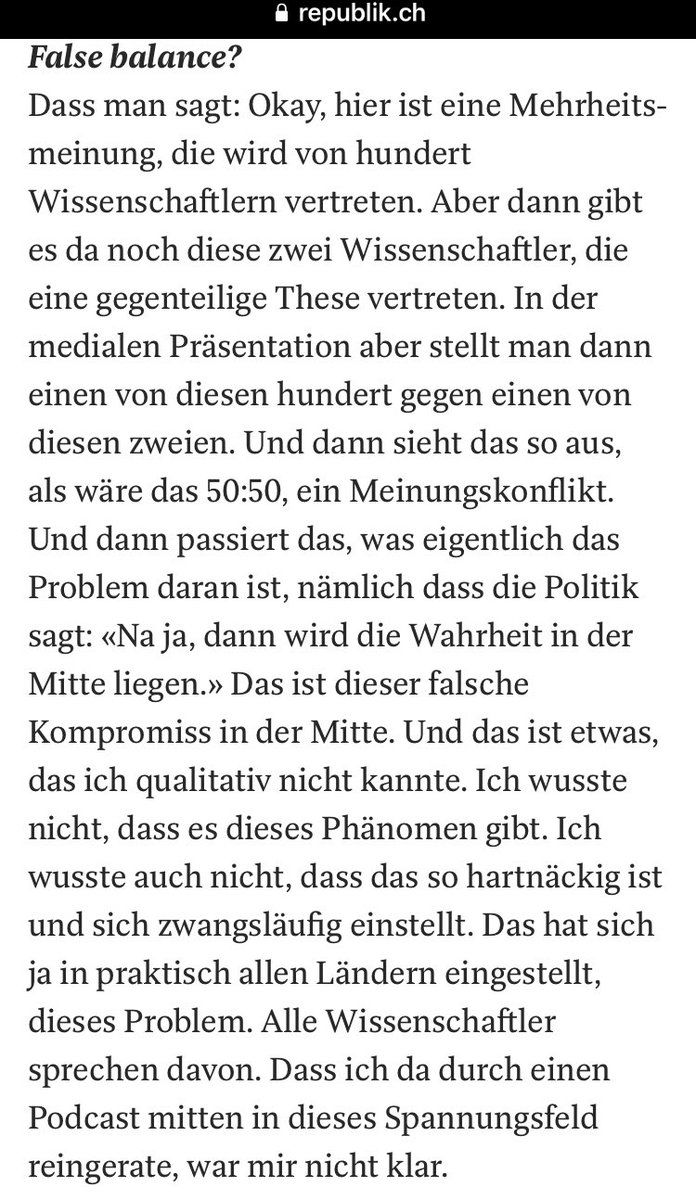 republik.ch
False balance?
Dass man sagt: Okay, hier ist eine Mehrheits-
meinung, die wird von hundert
Wissenschaftlern vertreten. Aber dann gibt
es da noch diese zwei Wissenschaftler, die
eine gegenteilige These vertreten. In der
medialen Präsentation aber stellt man dann
einen von diesen hundert gegen einen von
diesen zweien. Und dann sieht das so aus,
als wäre das 50:50, ein Meinungskonflikt.
Und dann passiert das, was eigentlich das
Problem daran ist, nämlich dass die Politik
sagt: «Na ja, dann wird die Wahrheit in der
Mitte liegen.» Das ist dieser falsche
Kompromiss in der Mitte. Und das ist etwas,
das ich qualitativ nicht kannte. Ich wusste
nicht, dass es dieses Phänomen gibt. Ich
wusste auch nicht, dass das so hartnäckig ist
und sich zwangsläufig einstellt. Das hat sich
ja in praktisch allen Ländern eingestellt,
dieses Problem. Alle Wissenschaftler
sprechen davon. Dass ich da durch einen
Podcast mitten in dieses Spannungsfeld
reingerate, war mir nicht klar.